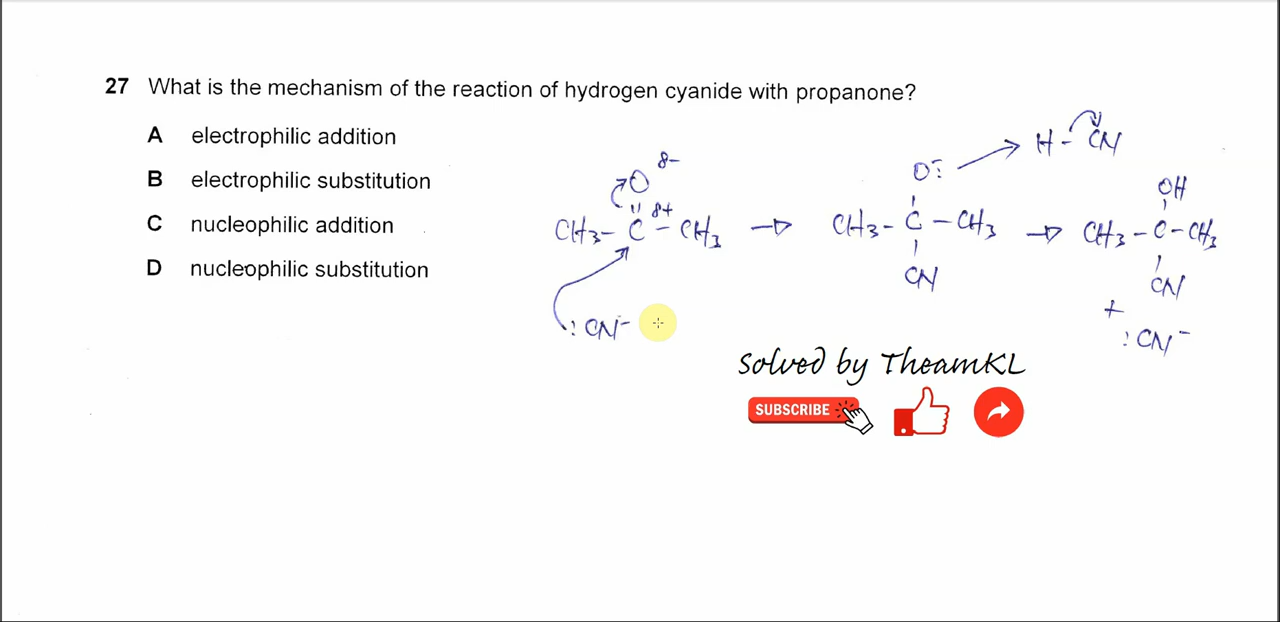 27 What is the mechanism of the reaction of hydrogen cyanide with propanone?
A electrophilic addition
B electrophilic substitution
C nucleophilic addition
D nucleophilic substitution
δ-
O
δ+
CH3-C-CH3
:CN-
O:-
CH3-C-CH3
CN
H-CN
OH
CH3-C-CH3
CN
+
:CN-
Solved by TheamKL
SUBSCRIBE